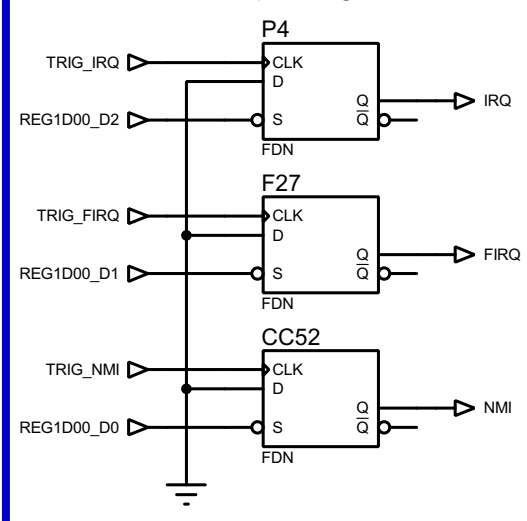 P4
TRIG_IRQ
CLK
D
Q
IRQ
REG1D00_D2
S
Q
FDN
F27
TRIG_FIRQ
CLK
D
Q
FIRQ
REG1D00_D1
S
Q
FDN
CC52
TRIG_NMI
CLK
D
Q
NMI
REG1D00_D0
S
Q
FDN